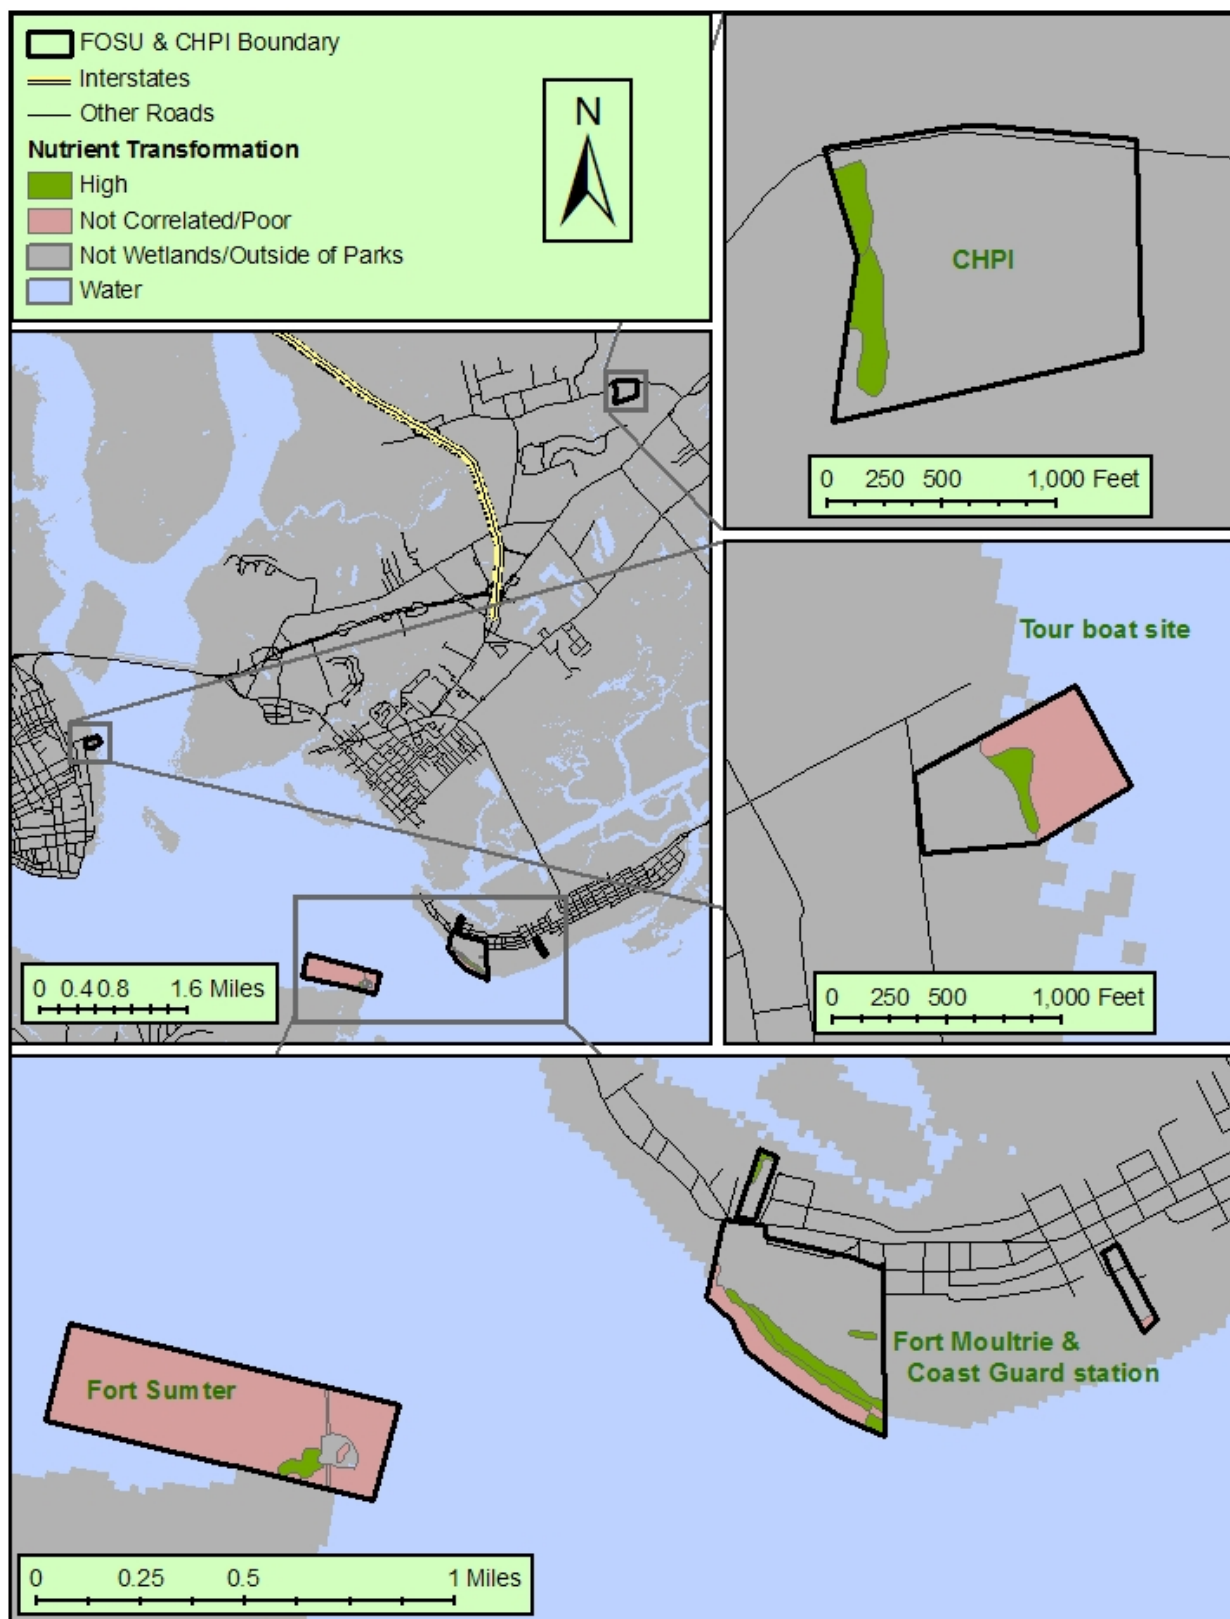 FOSU & CHPI Boundary
Interstates
Other Roads
Nutrient Transformation
High
Not Correlated/Poor
Not Wetlands/Outside of Parks
Water
N
CHPI
0 250 500 1,000 Feet
Tour boat site
0 250 500 1,000 Feet
0 0.4 0.8 1.6 Miles
Fort Sumter
Fort Moultrie &
Coast Guard station
0 0.25 0.5 1 Miles